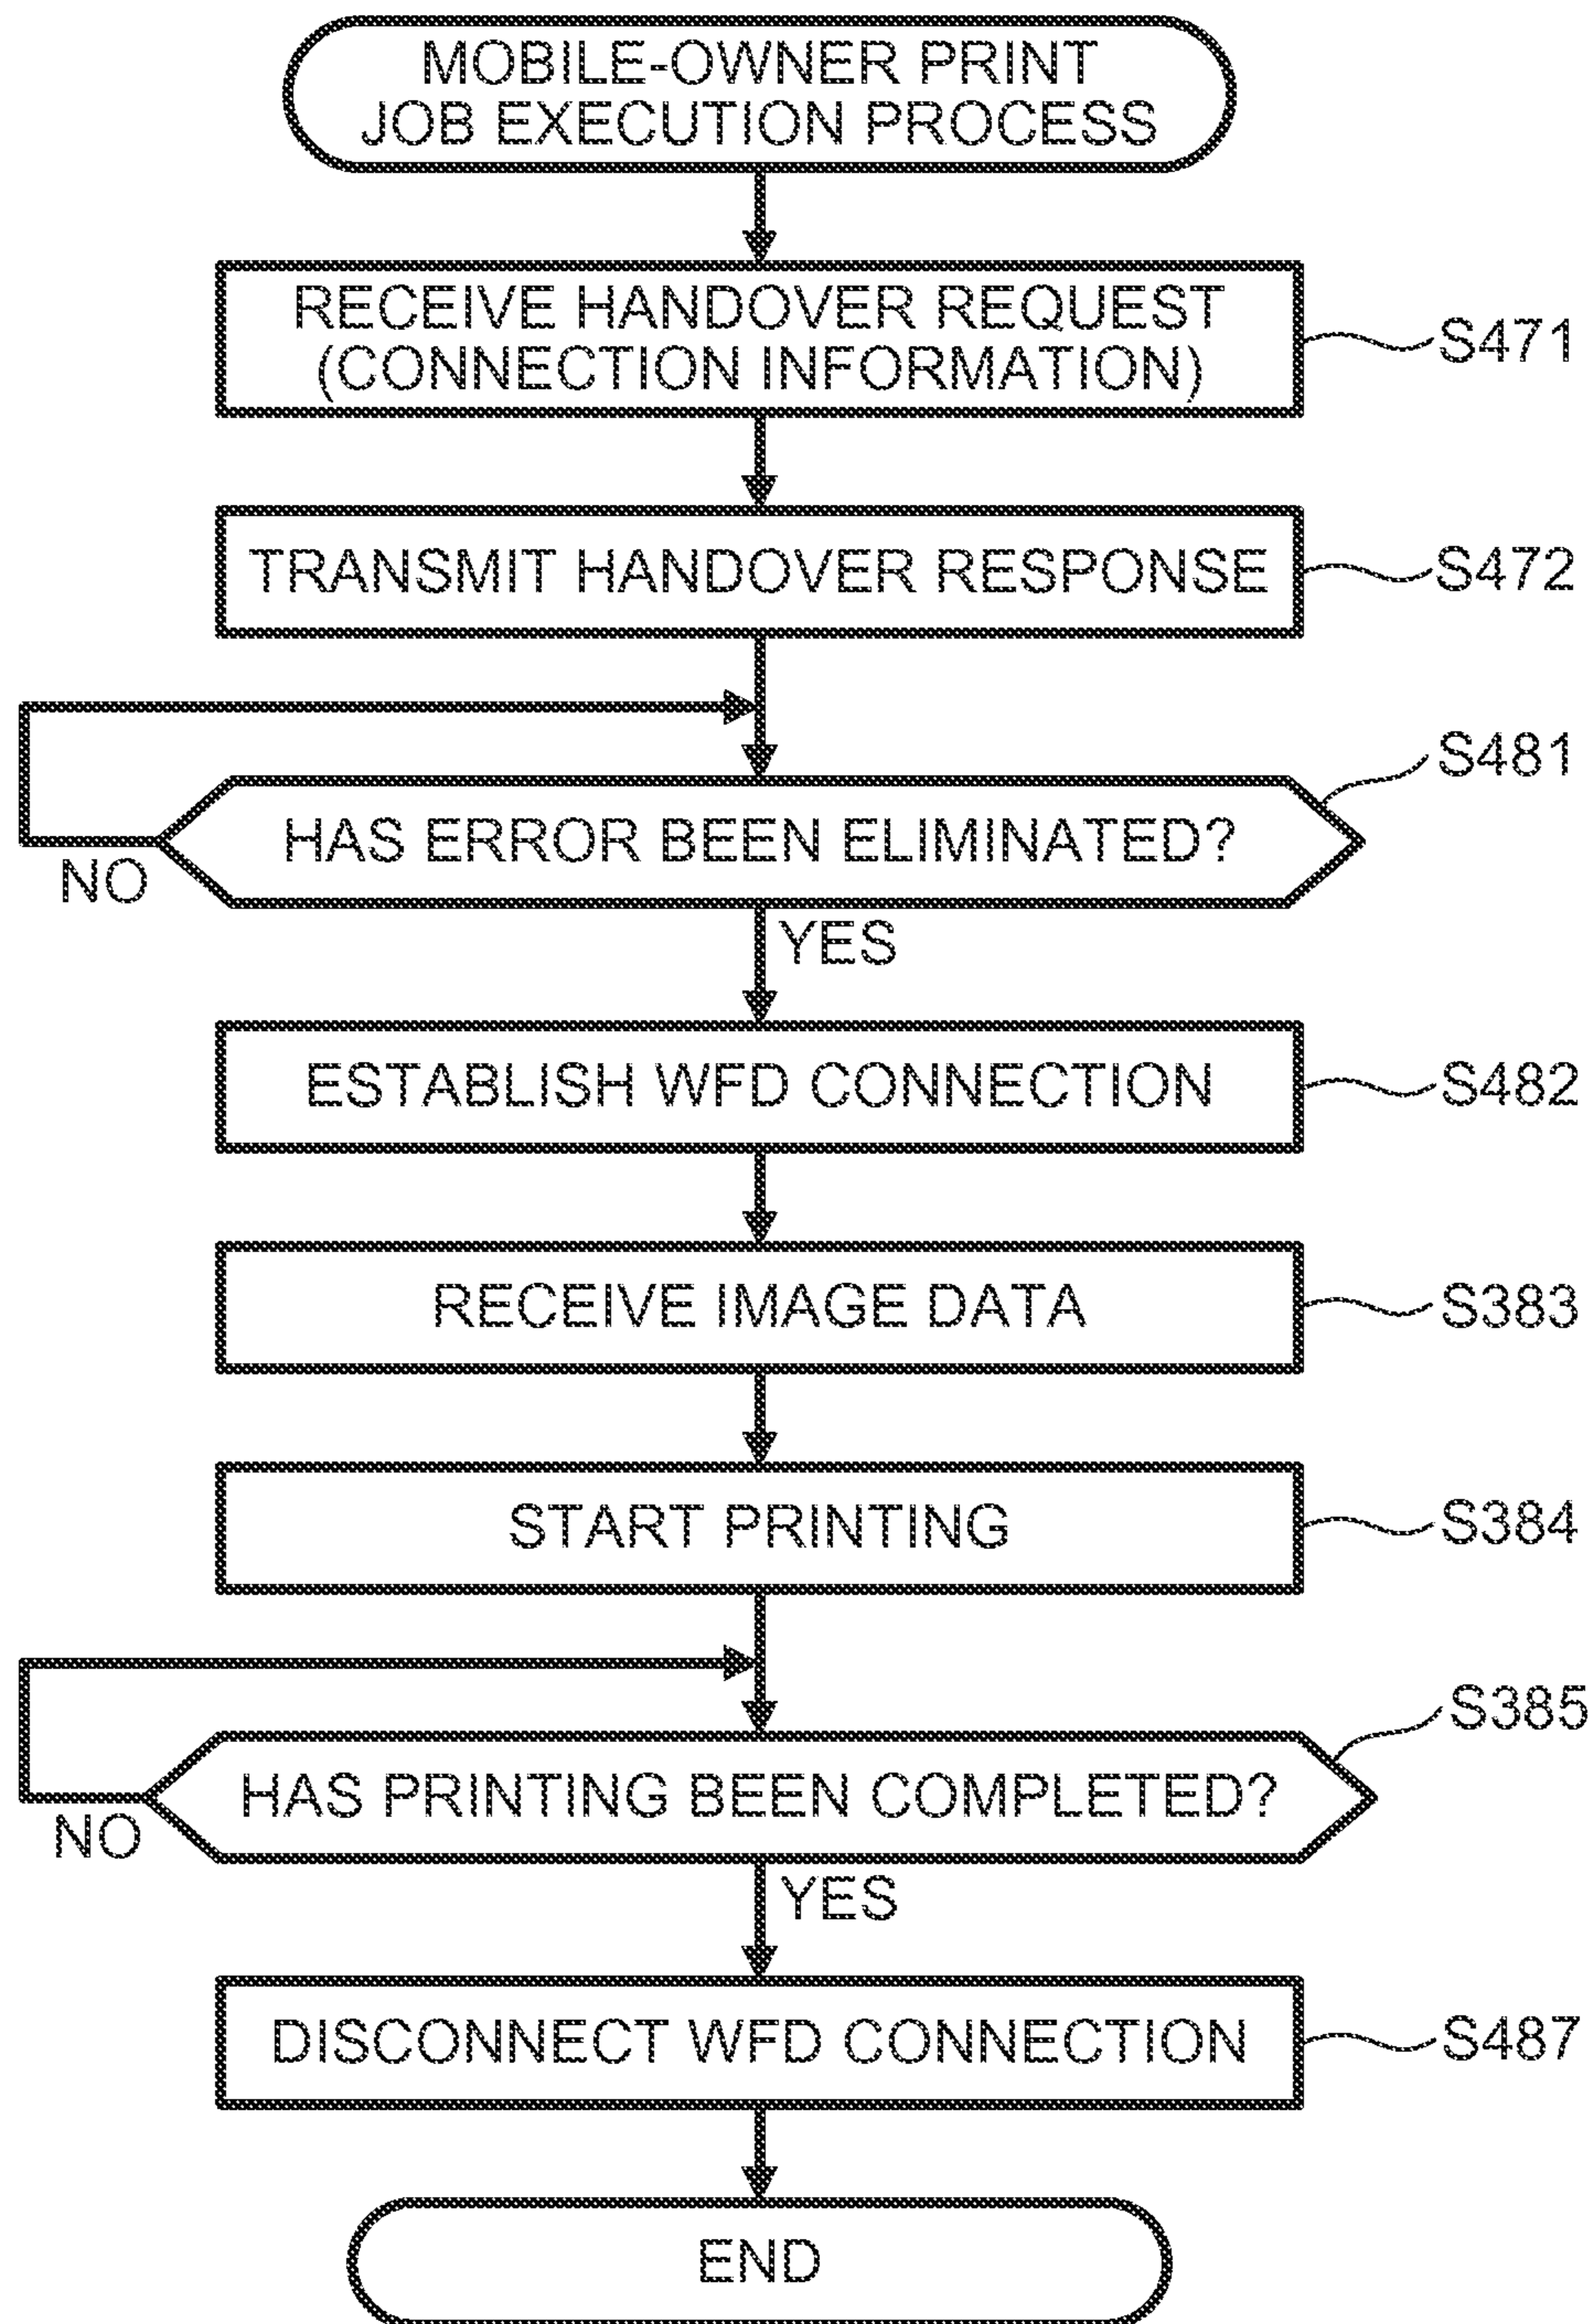 MOBILE-OWNER PRINT
JOB EXECUTION PROCESS
RECEIVE HANDOVER REQUEST
(CONNECTION INFORMATION)
S471
TRANSMIT HANDOVER RESPONSE
S472
S481
HAS ERROR BEEN ELIMINATED?
NO
YES
ESTABLISH WFD CONNECTION
S482
RECEIVE IMAGE DATA
S383
START PRINTING
S384
S385
HAS PRINTING BEEN COMPLETED?
NO
YES
DISCONNECT WFD CONNECTION
S487
END